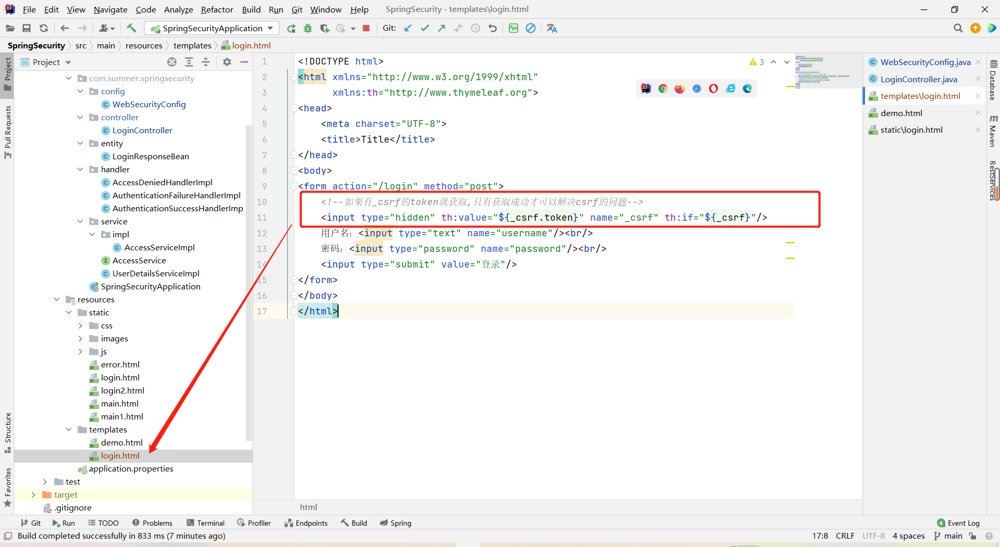 File Edit View Navigate Code Analyze Refactor Build Run Git Window Help SpringSecurity - templates\login.html
SpringSecurityApplication Git:
SpringSecurity src main resources templates login.html
Project
Project
Pull Requests
Structure
Favorites
com.summer.springsecurity
config
WebSecurityConfig
controller
LoginController
entity
LoginResponseBean
handler
AccessDeniedHandlerImpl
AuthenticationFailureHandlerImpl
AuthenticationSuccessHandlerImp
service
impl
AccessServiceImpl
AccessService
UserDetailsServiceImpl
SpringSecurityApplication
resources
static
css
images
js
error.html
login.html
login2.html
main.html
main1.html
templates
demo.html
login.html
application.properties
test
target
.gitignore
1 <!DOCTYPE html>
2 <html xmlns="http://www.w3.org/1999/xhtml"
3 xmlns:th="http://www.thymeleaf.org">
4 <head>
5 <meta charset="UTF-8">
6 <title>Title</title>
7 </head>
8 <body>
9 <form action="/login" method="post">
10 <!--如果有_csrf的token就获取,只有获取成功才可以解决csrf的问题-->
11 <input type="hidden" th:value="${_csrf.token}" name="_csrf" th:if="${_csrf}"/>
12 用户名：<input type="text" name="username"/><br/>
13 密码：<input type="password" name="password"/><br/>
14 <input type="submit" value="登录"/>
15 </form>
16 </body>
17 </html>
3
html
WebSecurityConfig.java
LoginController.java
templates\login.html
demo.html
static\login.html
Database
Maven
RestServices
Git Run TODO Problems Terminal Profiler Endpoints Build Spring 4 Event Log
Build completed successfully in 833 ms (7 minutes ago) 17:8 CRLF UTF-8 4 spaces main